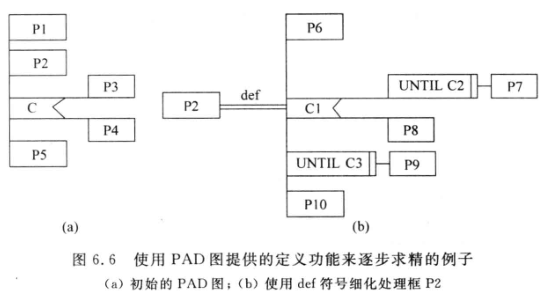 P1
P2
P3
C
P4
P5
(a)
P2
def
P6
UNTIL C2
P7
C1
P8
UNTIL C3
P9
P10
(b)
图 6.6 使用 PAD 图提供的定义功能来逐步求精的例子
(a) 初始的 PAD 图；(b) 使用 def 符号细化处理框 P2